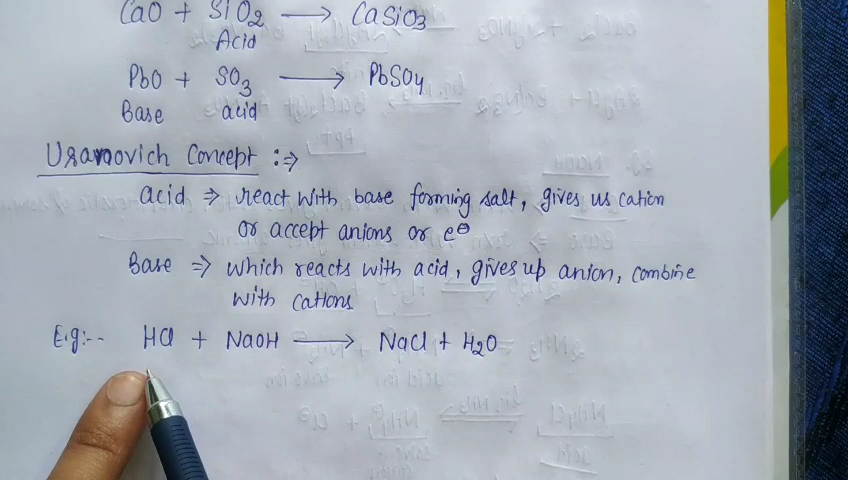 CaO + SiO2 → CaSiO3
Acid
PbO + SO3 → PbSO4
Base acid
Usanovich Concept :⇒
acid ⇒ react with base forming salt, gives us cation
or accept anions or e⊖
Base ⇒ which reacts with acid, gives up anion, combine
with cations
E.g:-- HCl + NaOH → NaCl + H2O